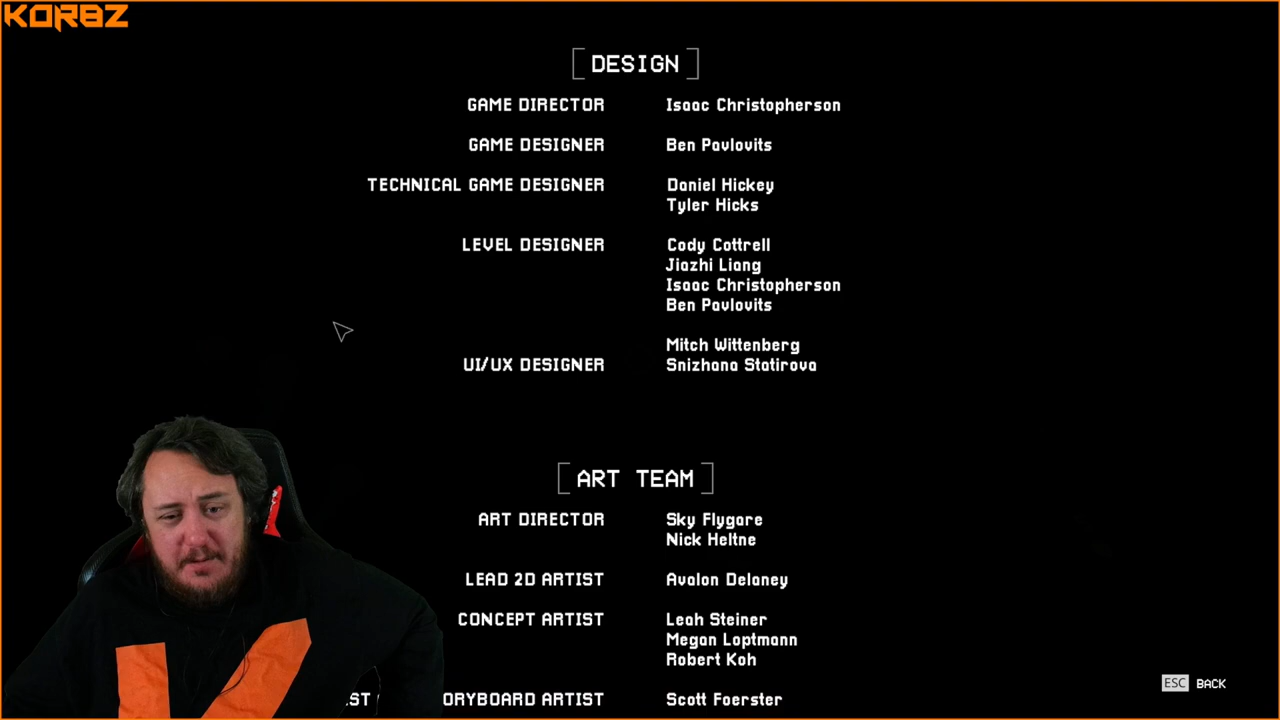 KORBZ
[ DESIGN ]
GAME DIRECTOR Isaac Christopherson
GAME DESIGNER Ben Pavlovits
TECHNICAL GAME DESIGNER Daniel Hickey
Tyler Hicks
LEVEL DESIGNER Cody Cottrell
Jiazhi Liang
Isaac Christopherson
Ben Pavlovits
Mitch Wittenberg
UI/UX DESIGNER Snizhana Statirova
[ ART TEAM ]
ART DIRECTOR Sky Flygare
Nick Heltne
LEAD 2D ARTIST Avalon Delaney
CONCEPT ARTIST Leah Steiner
Megan Loptmann
Robert Koh
ESC BACK
ARTIST Scott Foerster